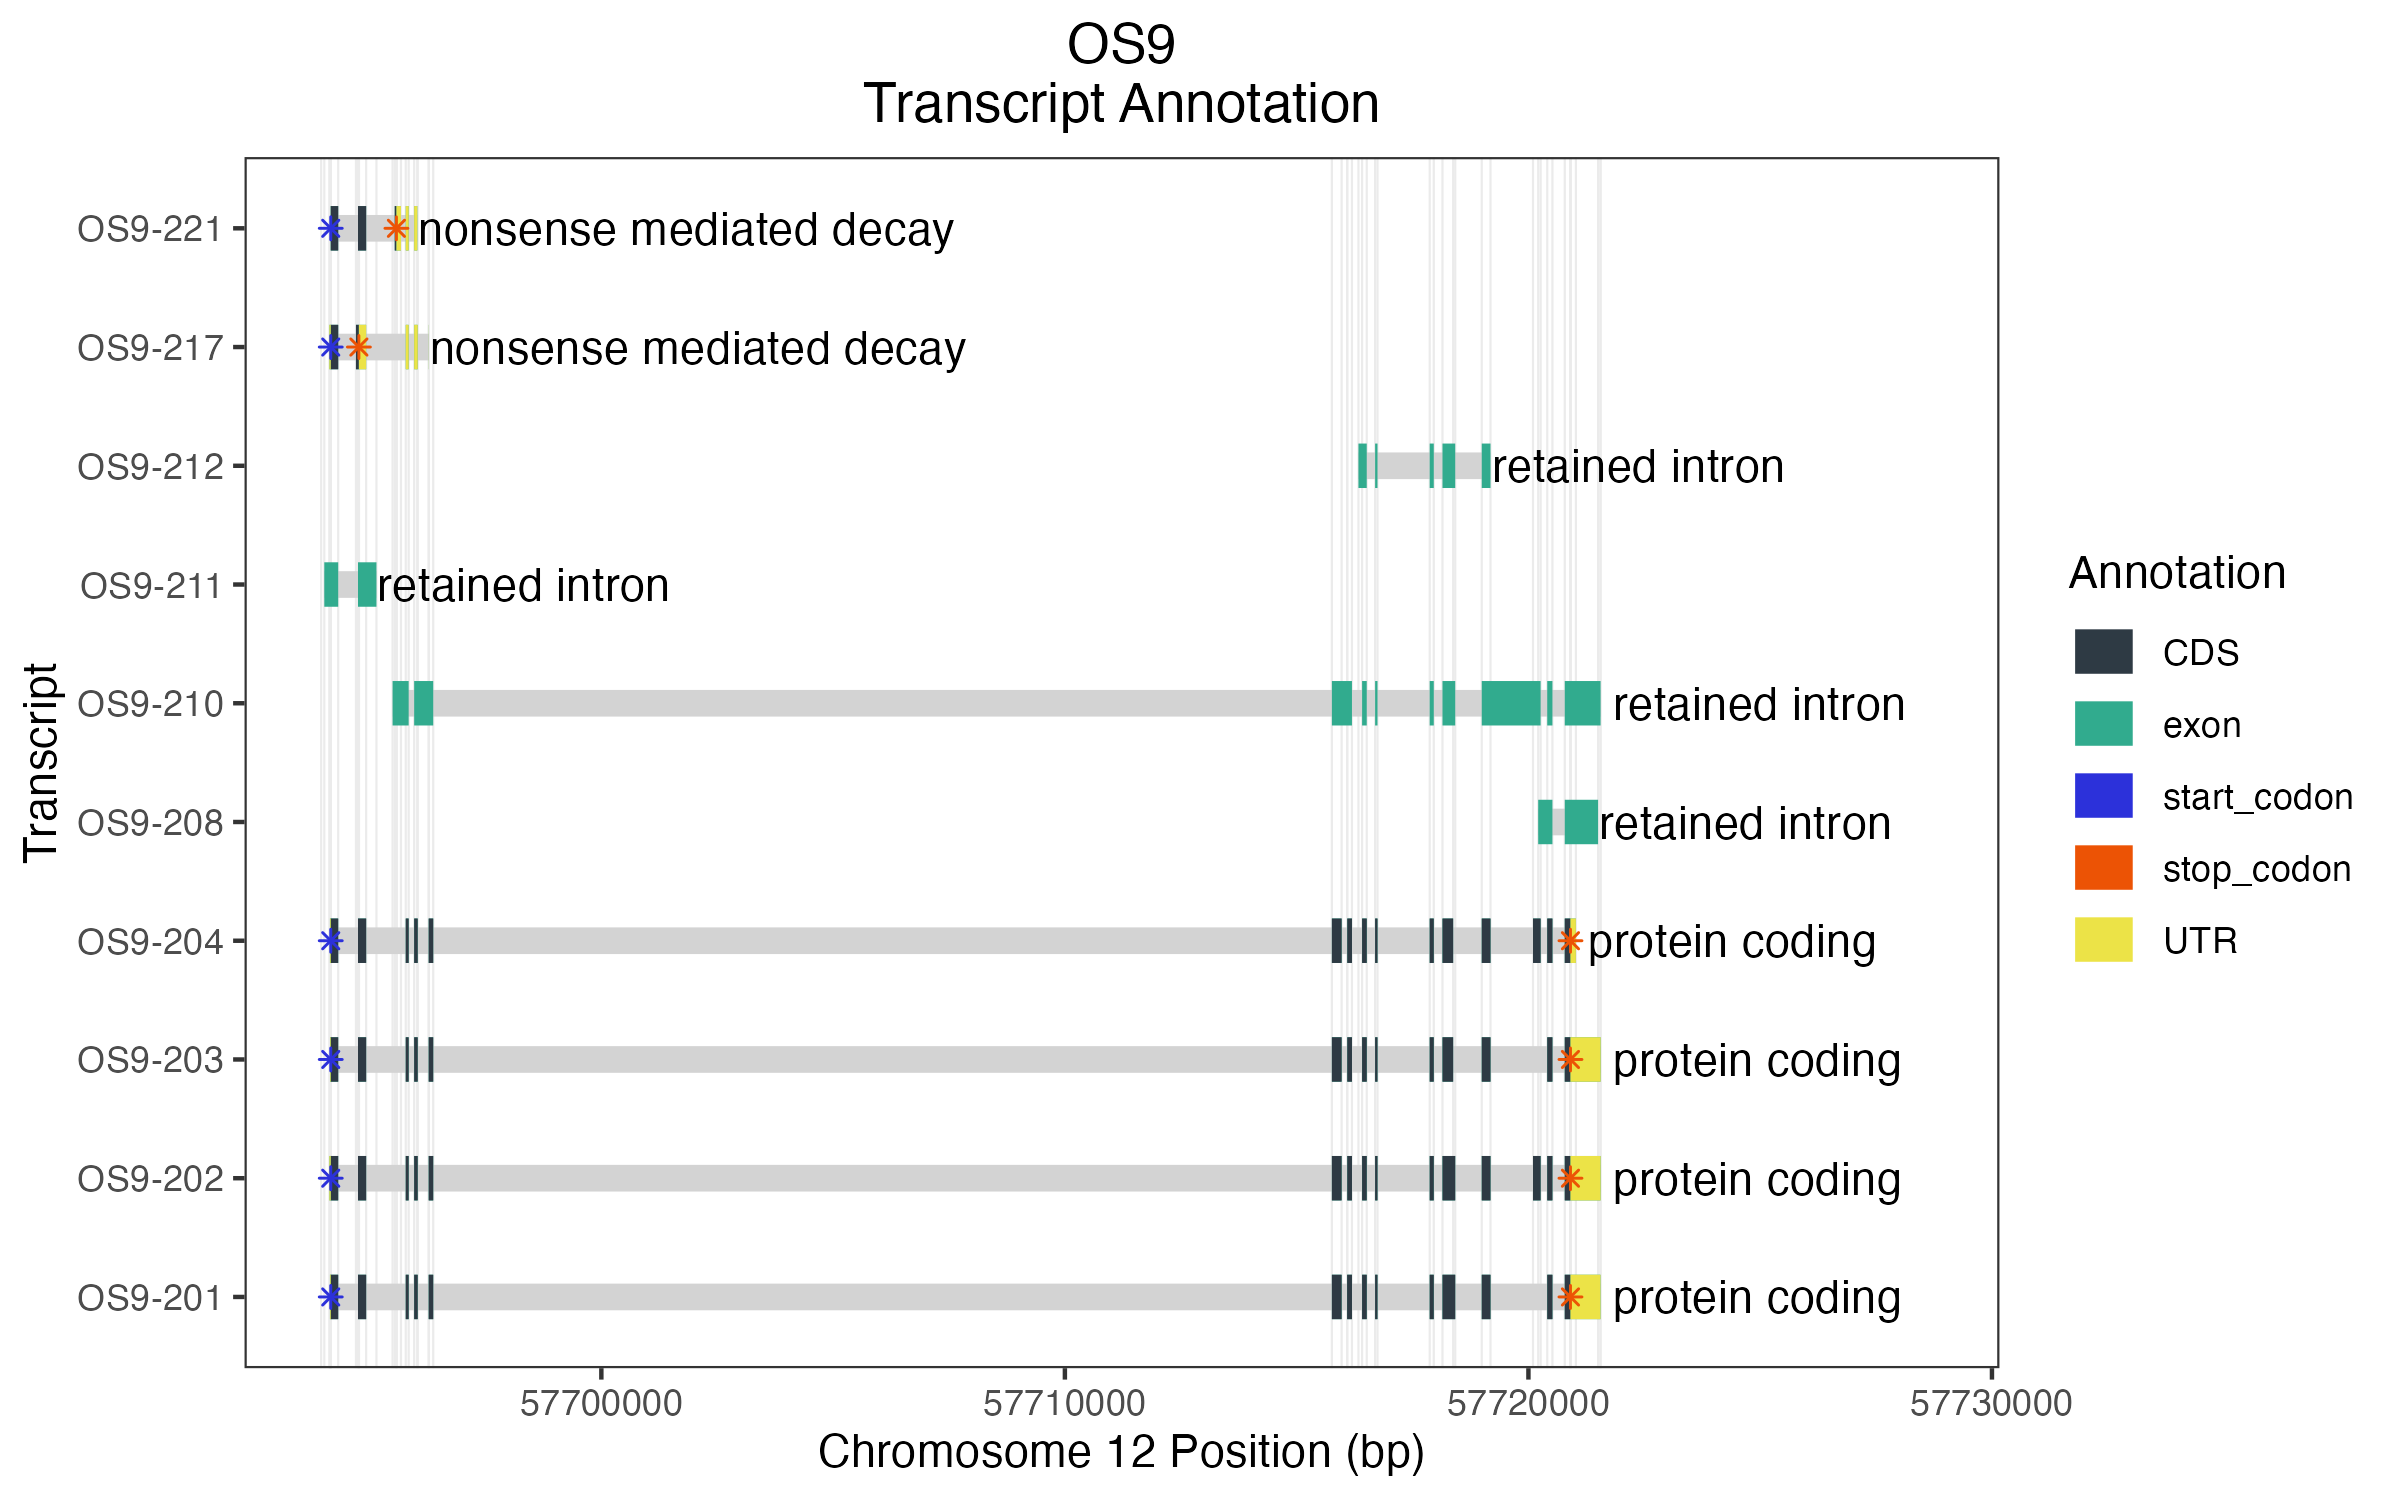 OS9
Transcript Annotation
OS9-221
nonsense mediated decay
OS9-217
nonsense mediated decay
OS9-212
retained intron
OS9-211
retained intron
OS9-210
retained intron
OS9-208
retained intron
OS9-204
protein coding
OS9-203
protein coding
OS9-202
protein coding
OS9-201
protein coding
Transcript
57700000
57710000
57720000
57730000
Chromosome 12 Position (bp)
Annotation
CDS
exon
start_codon
stop_codon
UTR